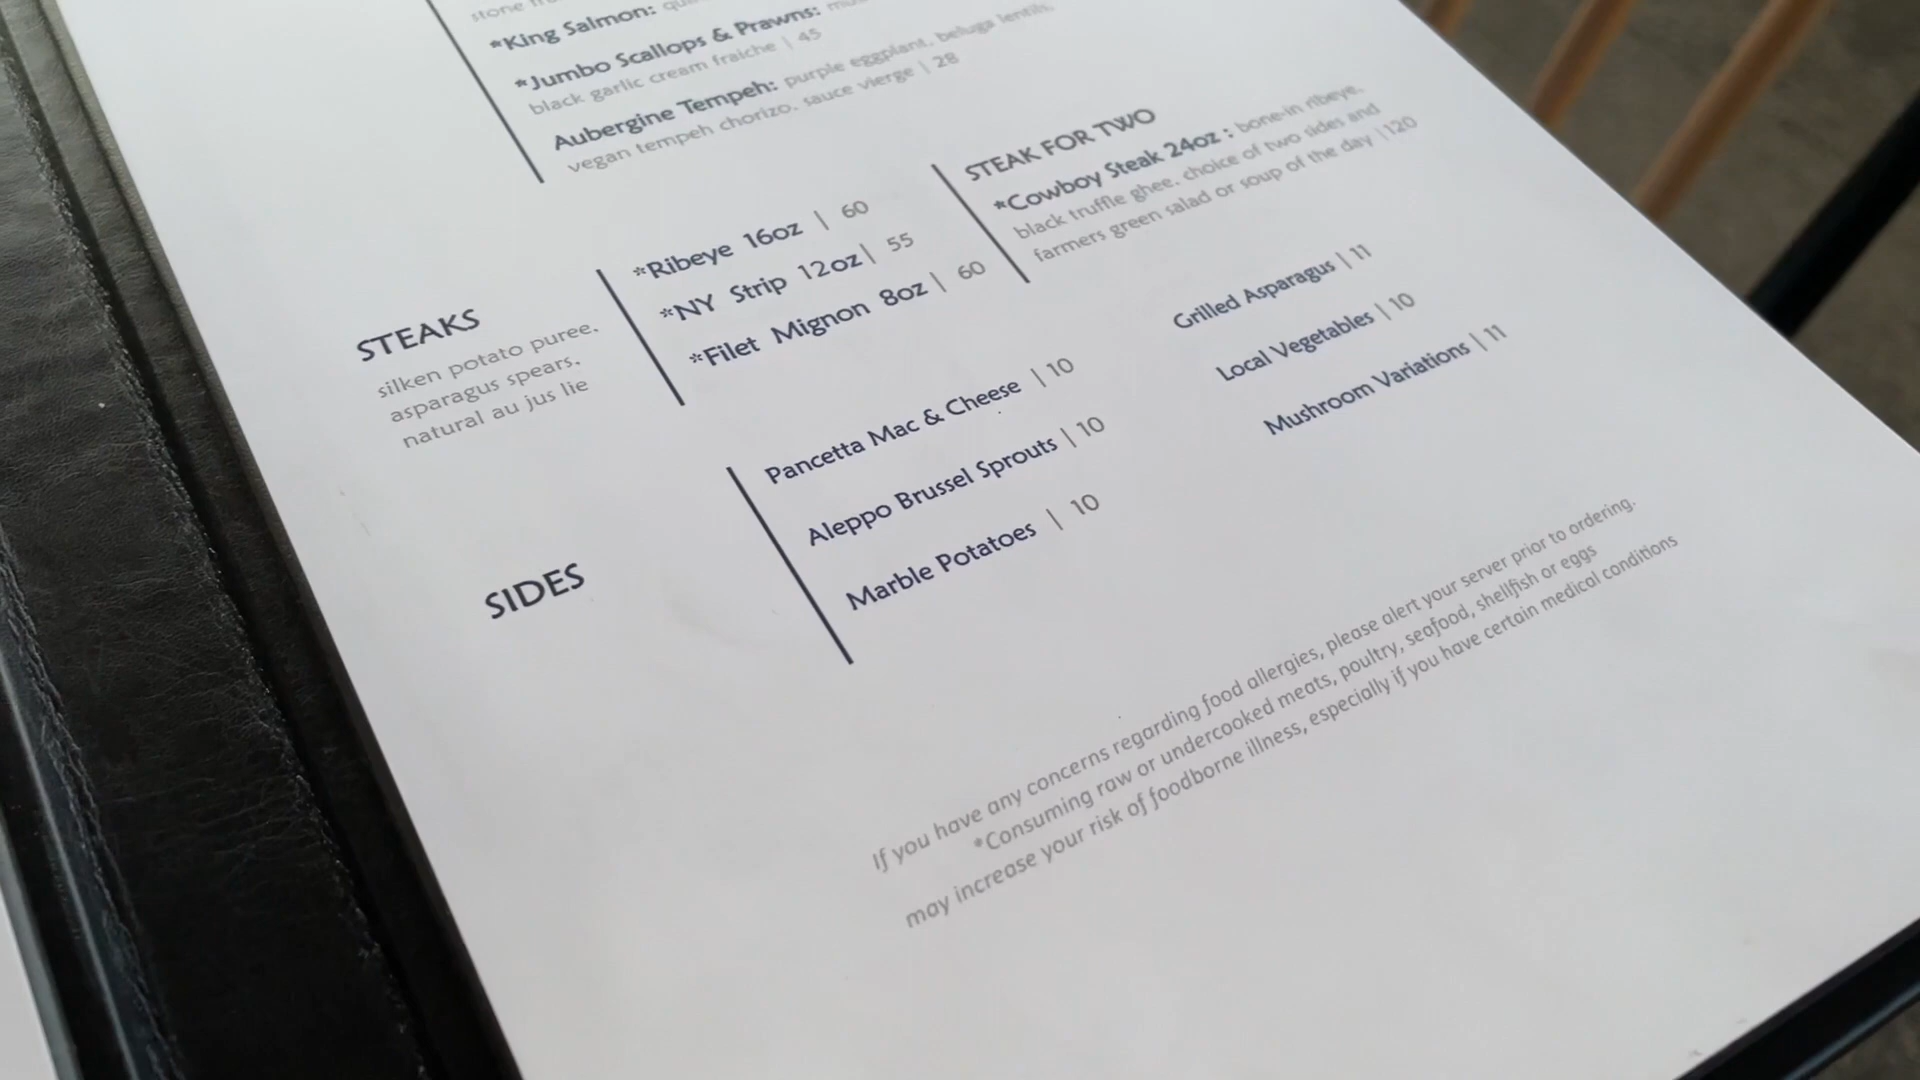 stone
*King Salmon:
*Jumbo Scallops & Prawns:
black garlic cream fraiche | 45
Aubergine Tempeh: purple eggplant, beluga lentils,
vegan tempeh chorizo, sauce vierge | 28
STEAKS
silken potato puree,
asparagus spears,
natural au jus lie
*Ribeye 16oz | 60
*NY Strip 12oz | 55
*Filet Mignon 8oz | 60
STEAK FOR TWO
*Cowboy Steak 24oz : bone-in ribeye,
black truffle ghee, choice of two sides and
farmers green salad or soup of the day | 120
SIDES
Pancetta Mac & Cheese | 10
Aleppo Brussel Sprouts | 10
Marble Potatoes | 10
Grilled Asparagus | 11
Local Vegetables | 10
Mushroom Variations | 11
If you have any concerns regarding food allergies, please alert your server prior to ordering.
*Consuming raw or undercooked meats, poultry, seafood, shellfish or eggs
may increase your risk of foodborne illness, especially if you have certain medical conditions